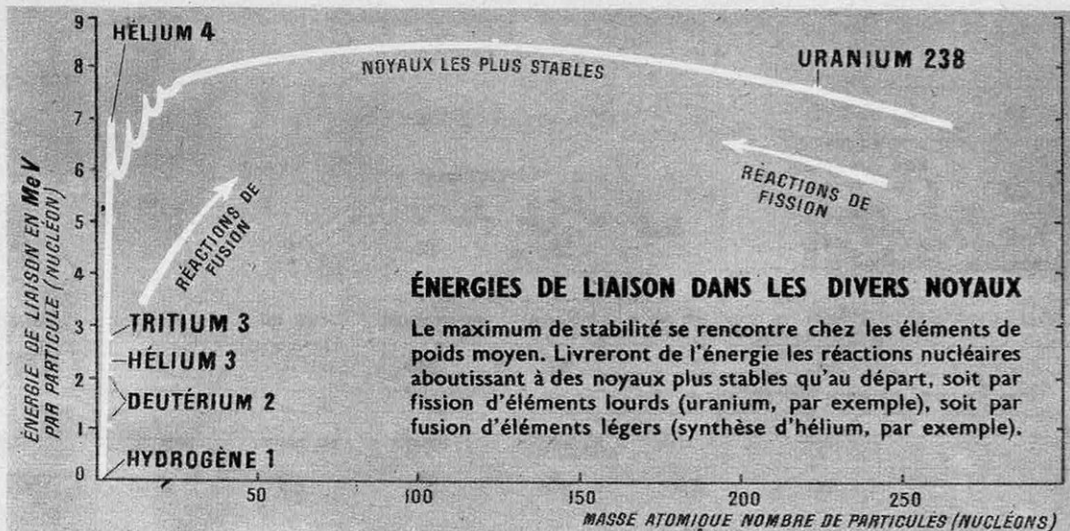 9
8
7
6
5
4
3
2
1
0
ÉNERGIE DE LIAISON EN MeV
PAR PARTICULE (NUCLÉON)
HÉLIUM 4
NOYAUX LES PLUS STABLES
URANIUM 238
RÉACTIONS DE
FUSION
RÉACTIONS DE
FISSION
TRITIUM 3
HÉLIUM 3
DEUTÉRIUM 2
HYDROGÈNE 1
ÉNERGIES DE LIAISON DANS LES DIVERS NOYAUX
Le maximum de stabilité se rencontre chez les éléments de
poids moyen. Livreront de l'énergie les réactions nucléaires
aboutissant à des noyaux plus stables qu'au départ, soit par
fission d'éléments lourds (uranium, par exemple), soit par
fusion d'éléments légers (synthèse d'hélium, par exemple).
50 100 150 200 250
MASSE ATOMIQUE NOMBRE DE PARTICULES (NUCLÉONS)